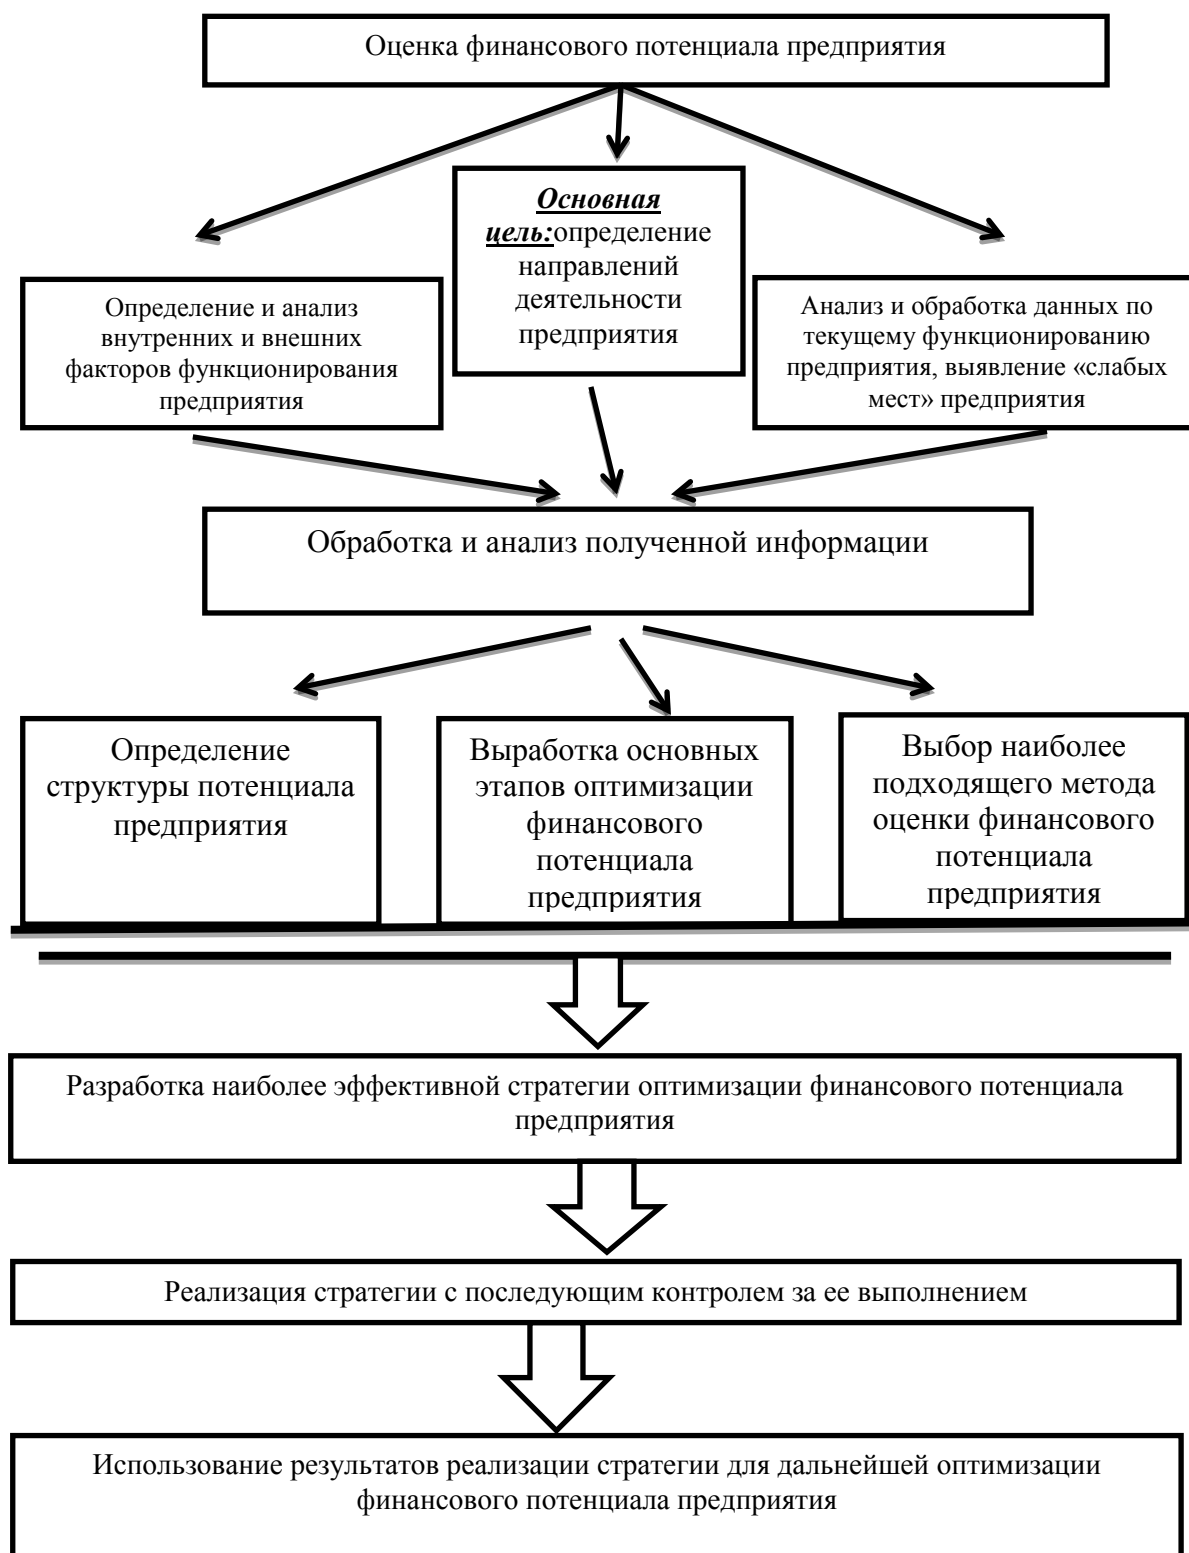 Оценка финансового потенциала предприятия
Основная
цель:определение
направлений
деятельности
предприятия
Определение и анализ
внутренних и внешних
факторов функционирования
предприятия
Анализ и обработка данных по
текущему функционированию
предприятия, выявление «слабых
мест» предприятия
Обработка и анализ полученной информации
Определение
структуры потенциала
предприятия
Выработка основных
этапов оптимизации
финансового
потенциала
предприятия
Выбор наиболее
подходящего метода
оценки финансового
потенциала
предприятия
Разработка наиболее эффективной стратегии оптимизации финансового потенциала
предприятия
Реализация стратегии с последующим контролем за ее выполнением
Использование результатов реализации стратегии для дальнейшей оптимизации
финансового потенциала предприятия